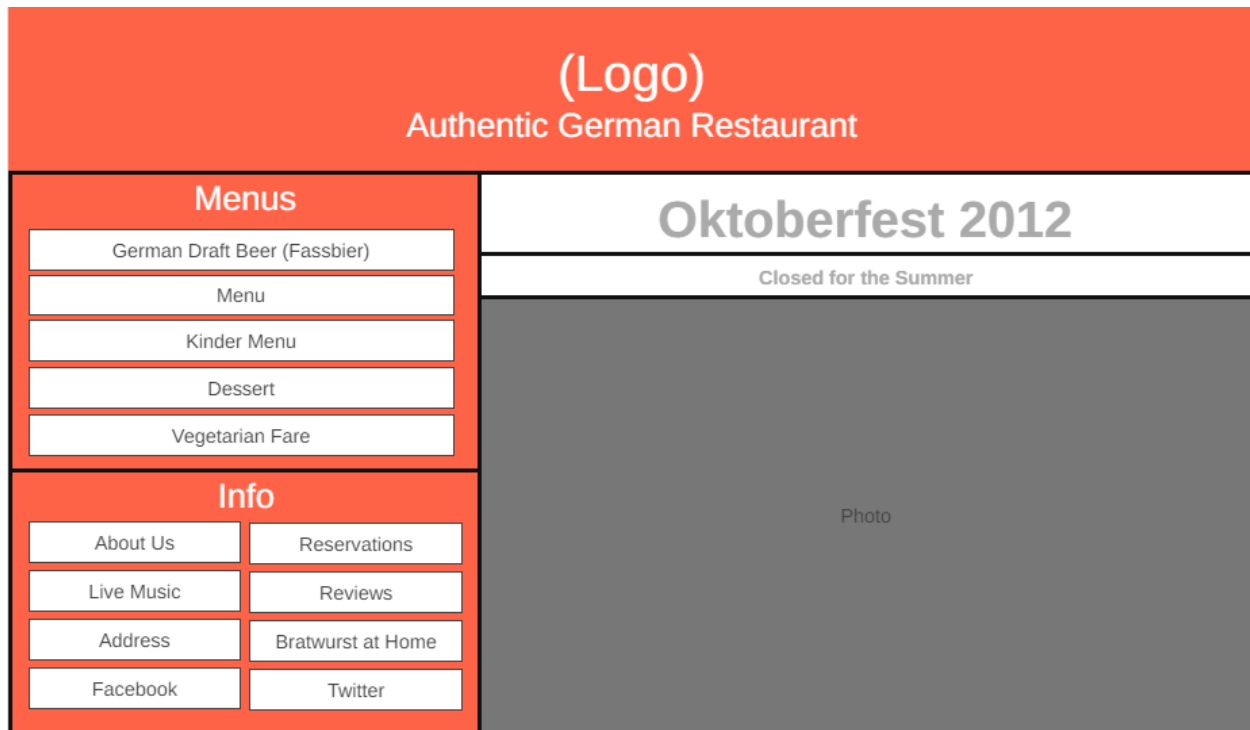 (Logo)
Authentic German Restaurant
Menus
German Draft Beer (Fassbier)
Menu
Kinder Menu
Dessert
Vegetarian Fare
Info
About Us
Reservations
Live Music
Reviews
Address
Bratwurst at Home
Facebook
Twitter
Oktoberfest 2012
Closed for the Summer
Photo